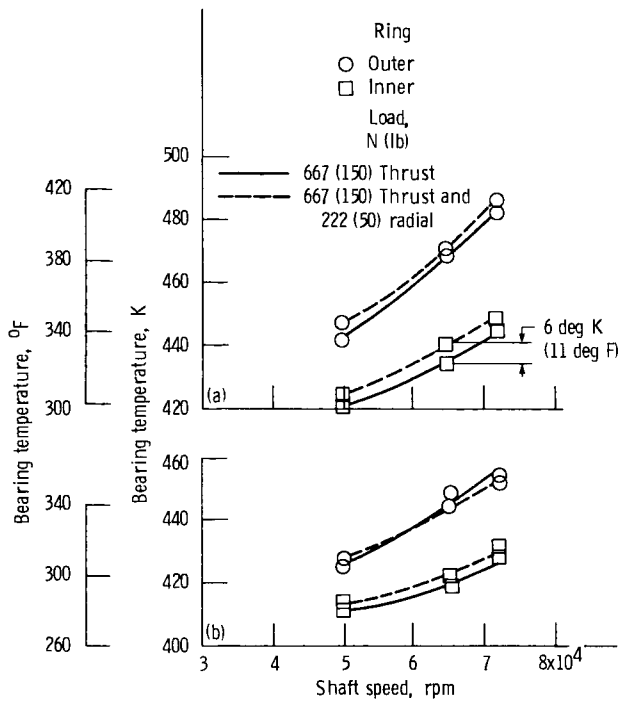 Ring
Outer
Inner
Load,
N (lb)
667 (150) Thrust
667 (150) Thrust and
222 (50) radial
500
480
460
440
420
420
380
340
300
Bearing temperature, °F
Bearing temperature, K
6 deg K
(11 deg F)
(a)
460
440
420
400
340
300
260
(b)
3 4 5 6 7 8x10⁴
Shaft speed, rpm